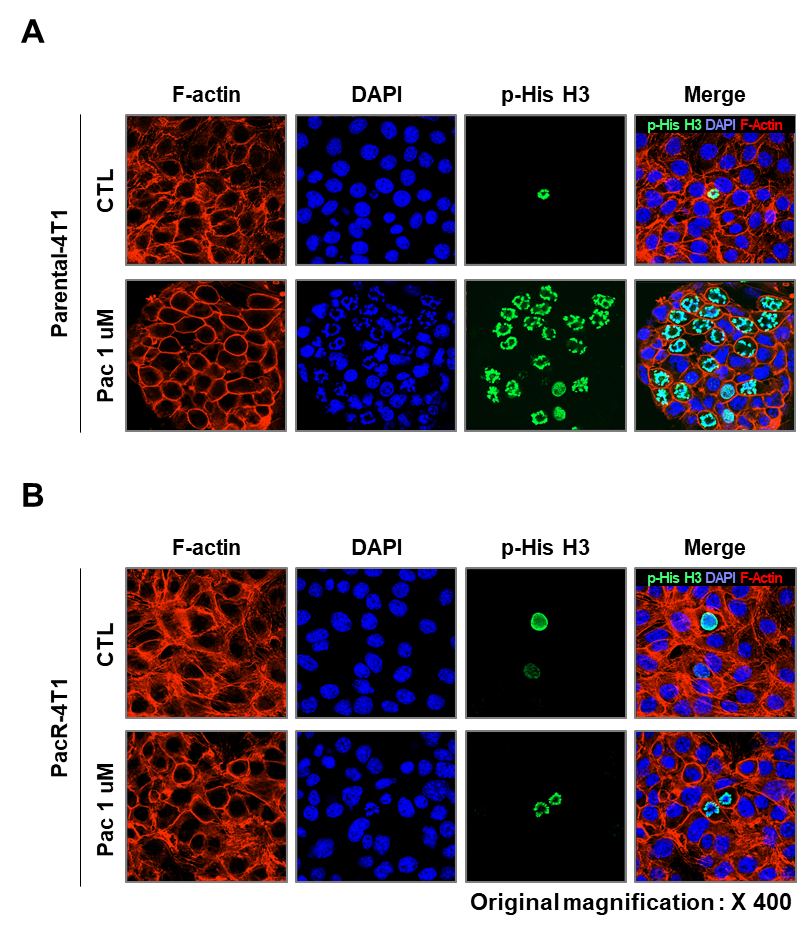 A
F-actin DAPI p-His H3 Merge
Parental-4T1
CTL
p-His H3 DAPI F-Actin
Pac 1 uM
B
F-actin DAPI p-His H3 Merge
PacR-4T1
CTL
p-His H3 DAPI F-Actin
Pac 1 uM
Original magnification : X 400